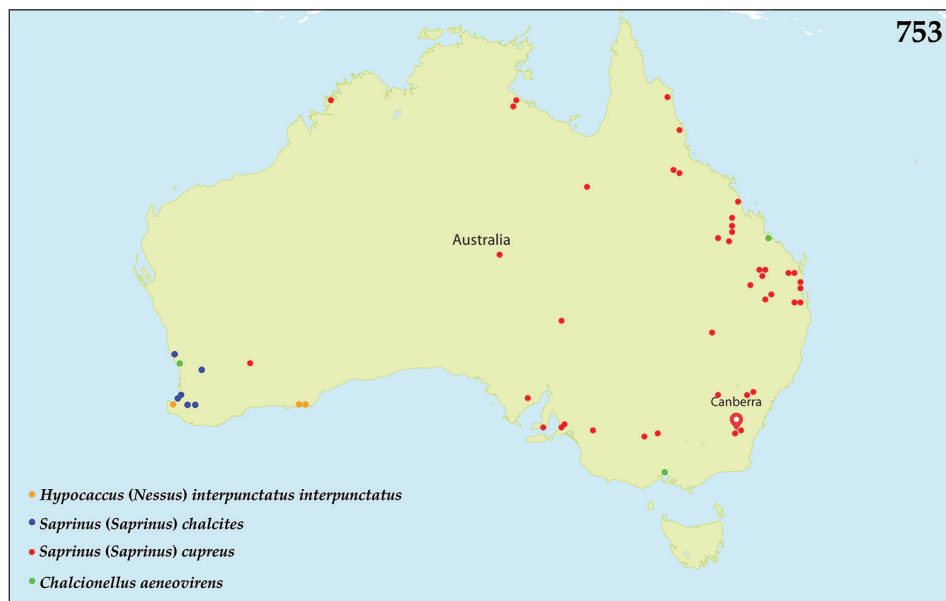 753
Australia
Canberra
Hypocaccus (Nessus) interpunctatus interpunctatus
Saprinus (Saprinus) chalcites
Saprinus (Saprinus) cupreus
Chalcionellus aeneovirens